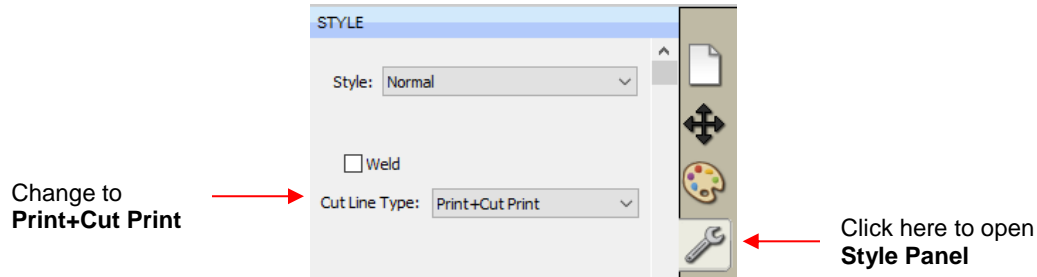 STYLE
Style: Normal
Weld
Change to
Print+Cut Print
Cut Line Type: Print+Cut Print
Click here to open
Style Panel